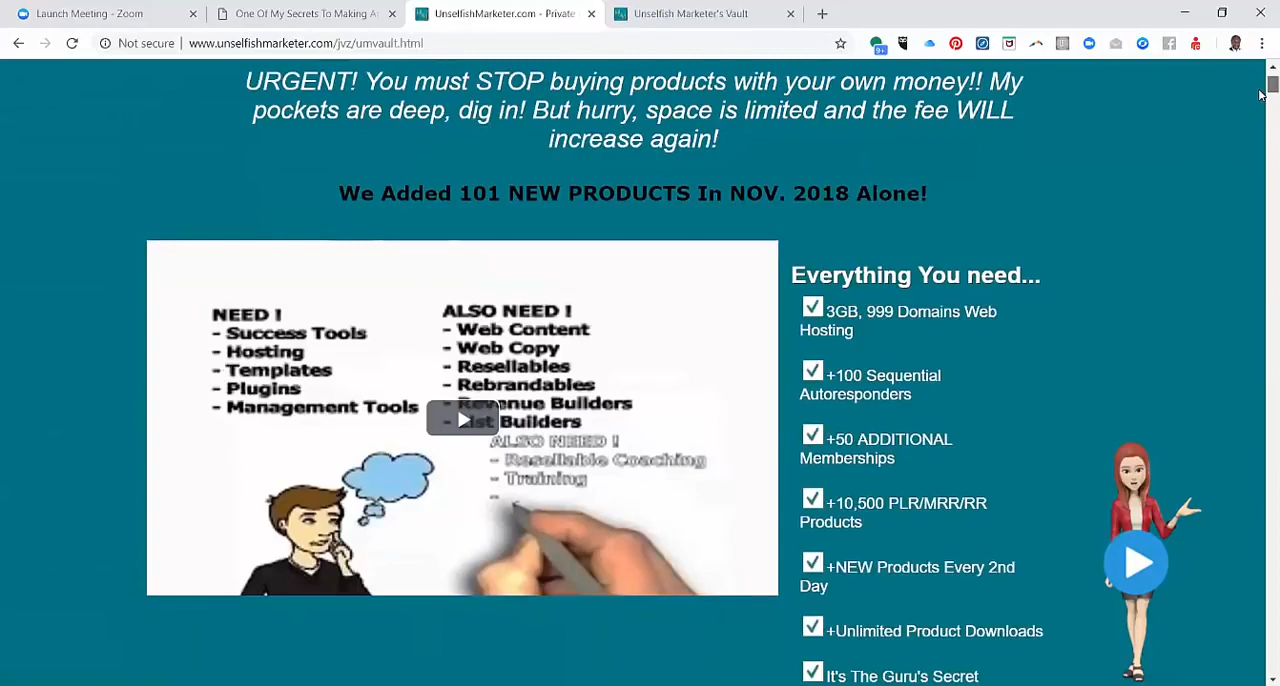 Launch Meeting - Zoom
One Of My Secrets To Making A
UnselfishMarketer.com - Private
Unselfish Marketer's Vault
Not secure | www.unselfishmarketer.com/jvz/umvault.html
9+
URGENT! You must STOP buying products with your own money!! My
pockets are deep, dig in! But hurry, space is limited and the fee WILL
increase again!
We Added 101 NEW PRODUCTS In NOV. 2018 Alone!
NEED !
- Success Tools
- Hosting
- Templates
- Plugins
- Management Tools
ALSO NEED !
- Web Content
- Web Copy
- Resellables
- Rebrandables
- Revenue Builders
- List Builders
ALSO NEED !
- Resellable Coaching
- Training
-
Everything You need...
3GB, 999 Domains Web
Hosting
+100 Sequential
Autoresponders
+50 ADDITIONAL
Memberships
+10,500 PLR/MRR/RR
Products
+NEW Products Every 2nd
Day
+Unlimited Product Downloads
It's The Guru's Secret